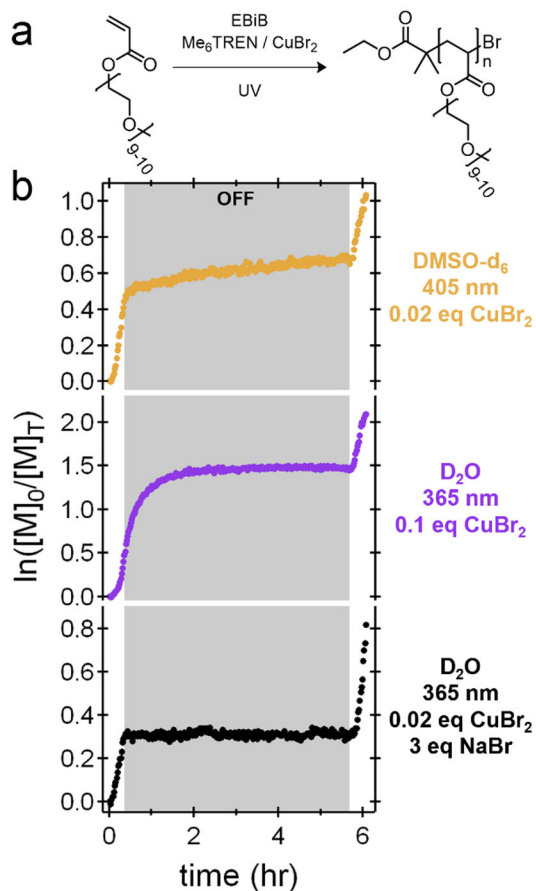 a
EBiB
Me₆TREN / CuBr₂
UV
O
O
O
9-10
O
O
Br
n
O
O
O
9-10
b
OFF
1.0
0.8
0.6
0.4
0.2
0.0
DMSO-d₆
405 nm
0.02 eq CuBr₂
2.0
1.5
1.0
0.5
0.0
D₂O
365 nm
0.1 eq CuBr₂
0.8
0.6
0.4
0.2
0.0
D₂O
365 nm
0.02 eq CuBr₂
3 eq NaBr
ln([M]₀/[M]T)
0 2 4 6
time (hr)